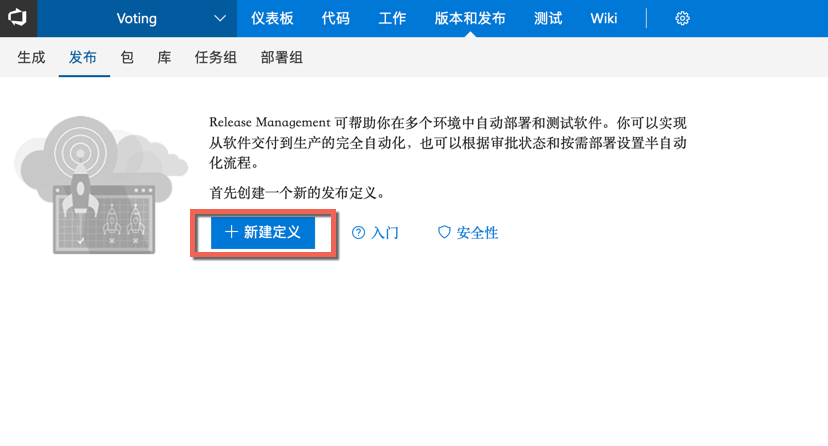 Voting 仪表板 代码 工作 版本和发布 测试 Wiki
生成 发布 包 库 任务组 部署组
Release Management 可帮助你在多个环境中自动部署和测试软件。你可以实现
从软件交付到生产的完全自动化，也可以根据审批状态和按需部署设置半自动
化流程。
首先创建一个新的发布定义。
+ 新建定义 入门 安全性